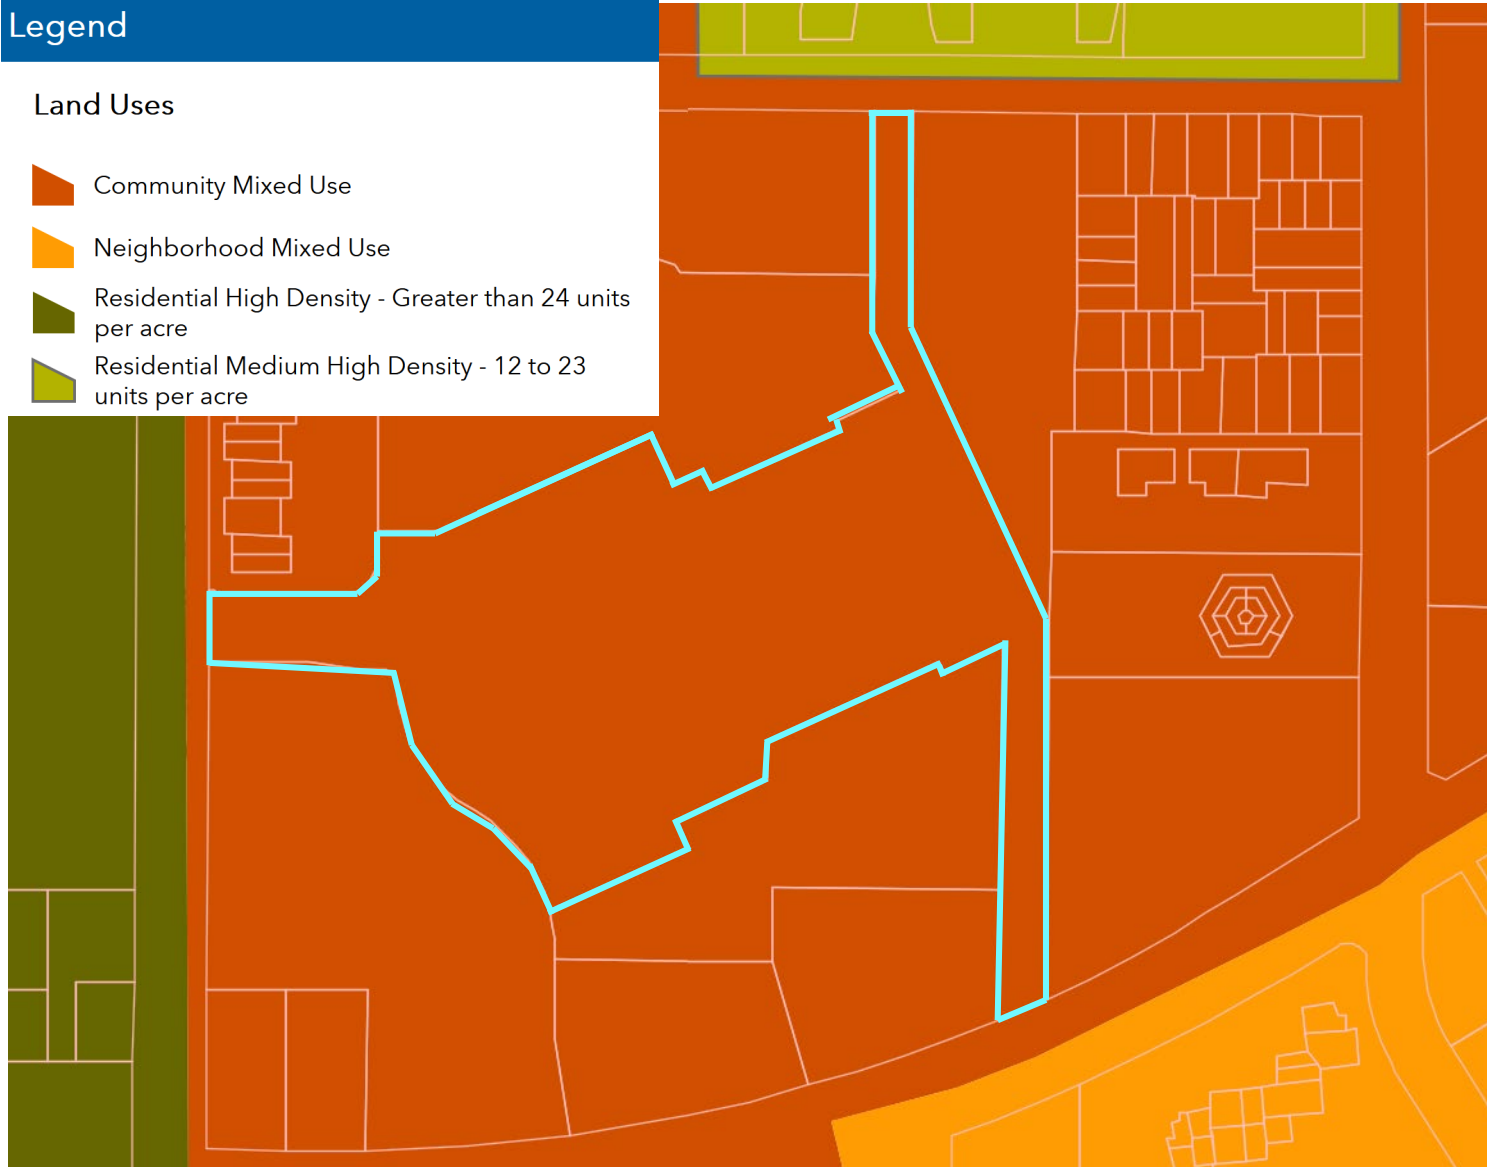 Legend
Land Uses
Community Mixed Use
Neighborhood Mixed Use
Residential High Density - Greater than 24 units
per acre
Residential Medium High Density - 12 to 23
units per acre